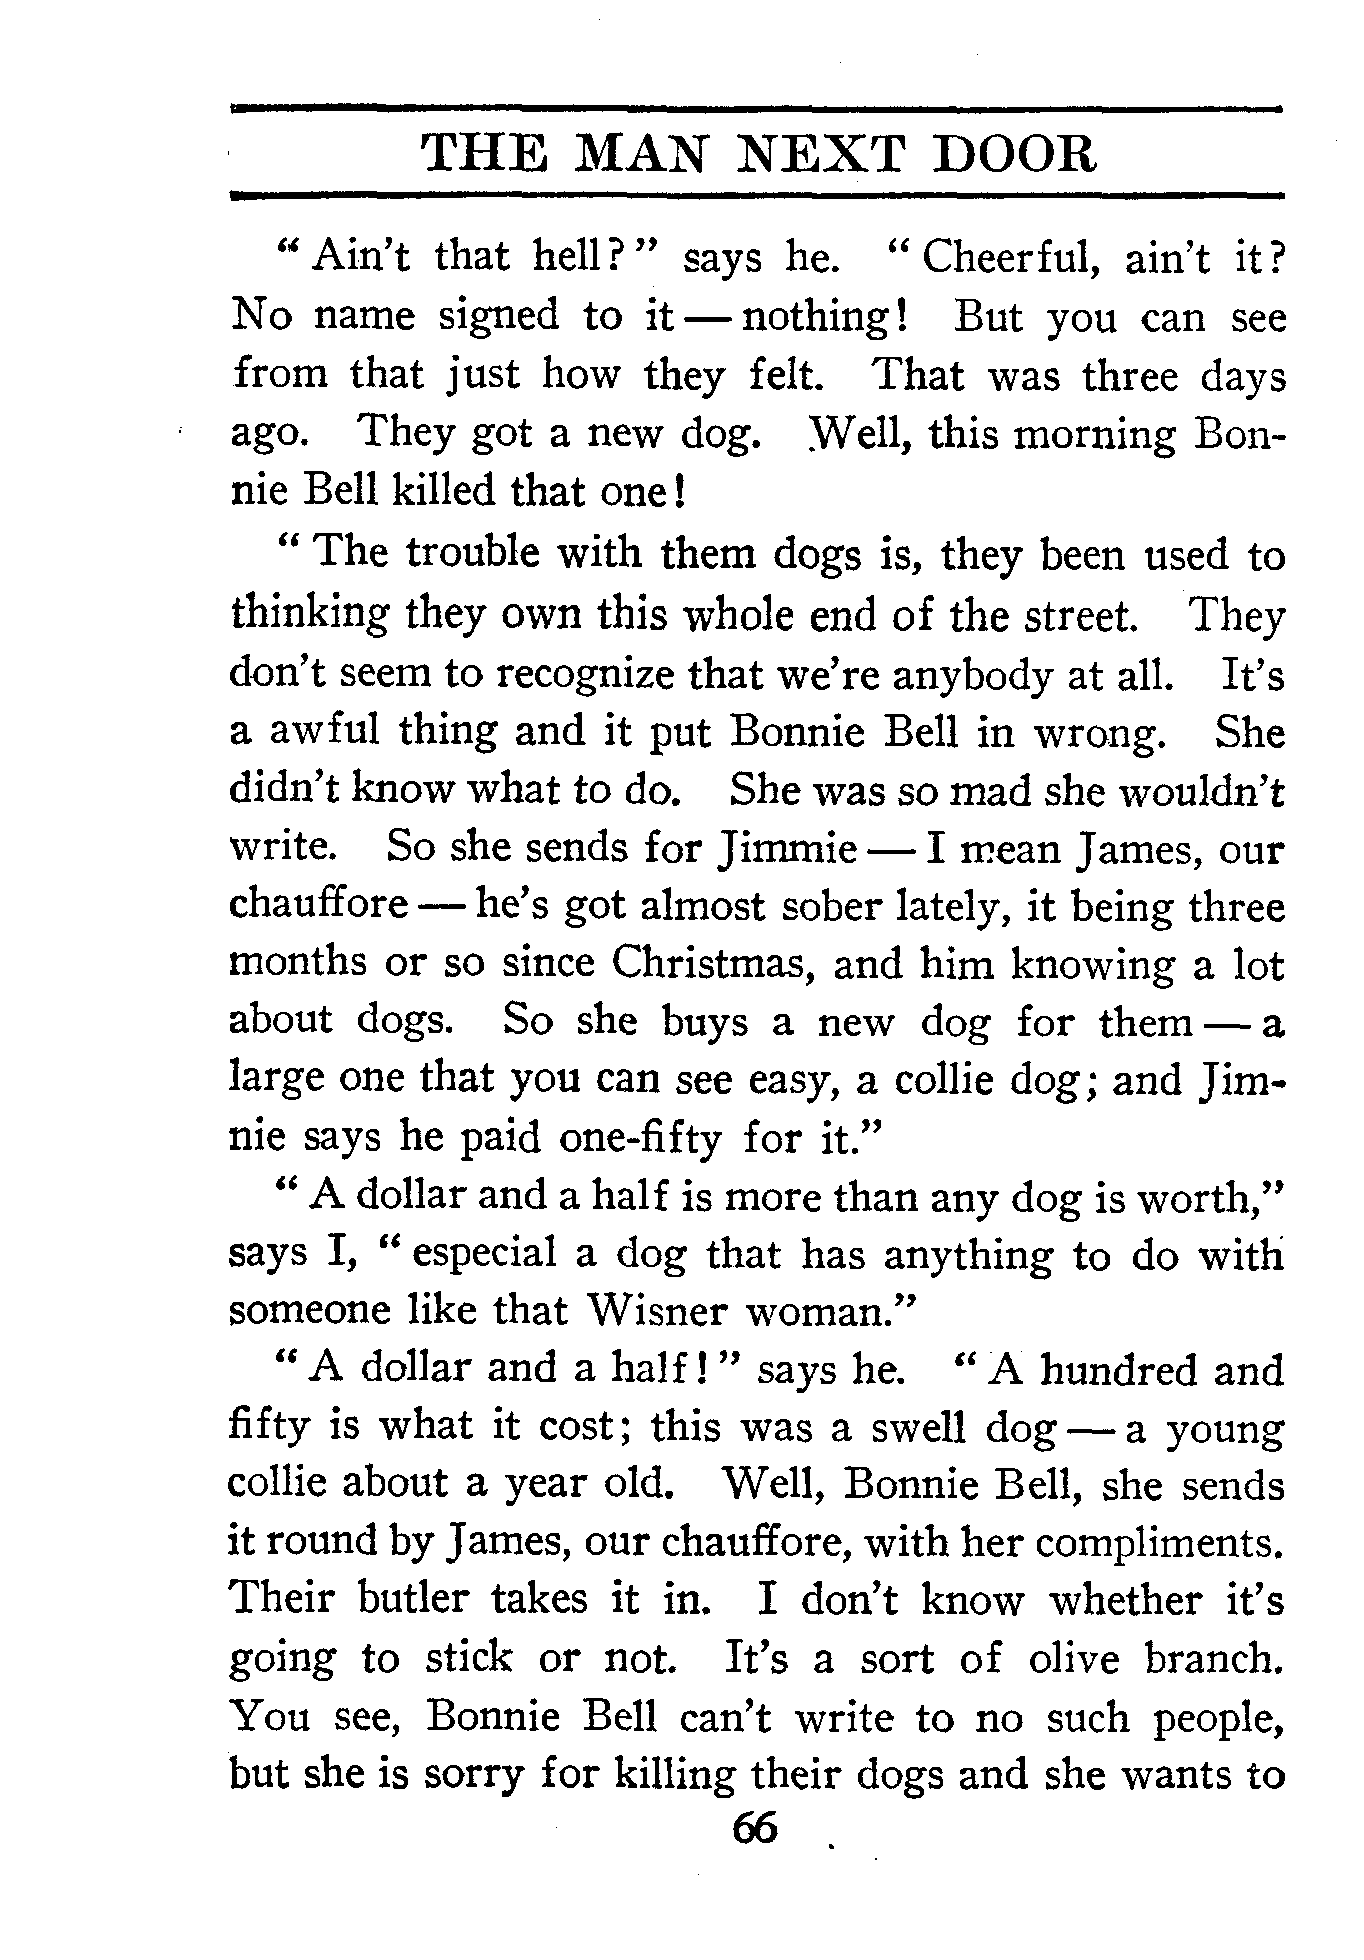 THE MAN NEXT DOOR
“Ain't that hell?” says he. “Cheerful, ain't it?
No name signed to it — nothing! But you can see
from that just how they felt. That was three days
ago. They got a new dog. Well, this morning Bon-
nie Bell killed that one!
“The trouble with them dogs is, they been used to
thinking they own this whole end of the street. They
don't seem to recognize that we're anybody at all. It's
a awful thing and it put Bonnie Bell in wrong. She
didn't know what to do. She was so mad she wouldn't
write. So she sends for Jimmie — I mean James, our
chauffore — he's got almost sober lately, it being three
months or so since Christmas, and him knowing a lot
about dogs. So she buys a new dog for them — a
large one that you can see easy, a collie dog; and Jim-
nie says he paid one-fifty for it.”
“A dollar and a half is more than any dog is worth,”
says I, “especial a dog that has anything to do with
someone like that Wisner woman.”
“A dollar and a half!” says he. “A hundred and
fifty is what it cost; this was a swell dog — a young
collie about a year old. Well, Bonnie Bell, she sends
it round by James, our chauffore, with her compliments.
Their butler takes it in. I don't know whether it's
going to stick or not. It's a sort of olive branch.
You see, Bonnie Bell can't write to no such people,
but she is sorry for killing their dogs and she wants to
66